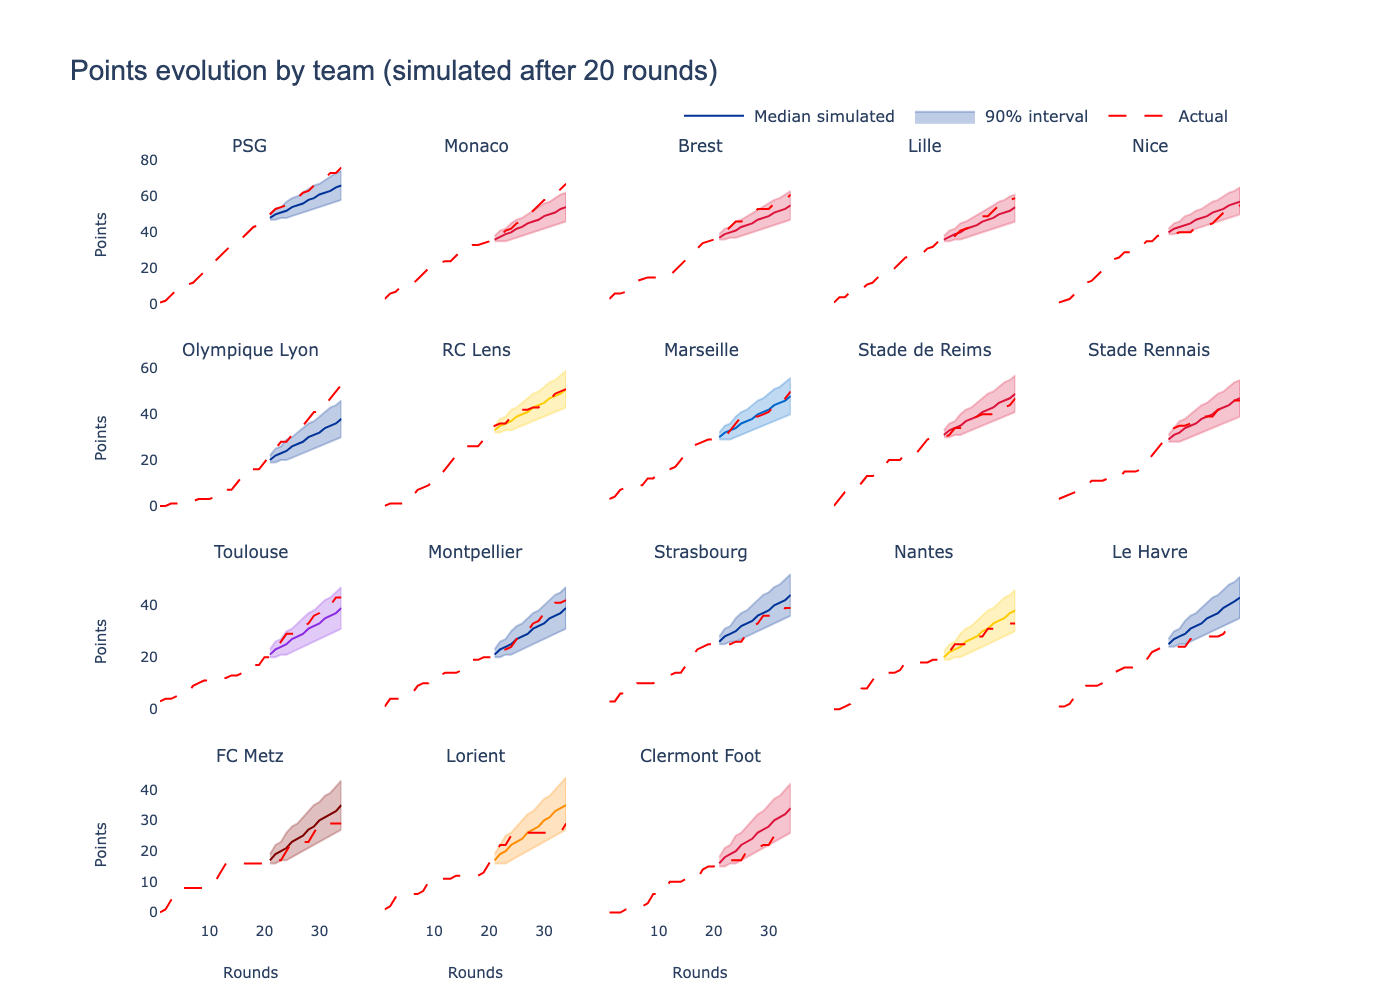 Points evolution by team (simulated after 20 rounds)
Median simulated 90% interval Actual
PSG Monaco Brest Lille Nice
80
60
40
20
0
Points
Olympique Lyon RC Lens Marseille Stade de Reims Stade Rennais
60
40
20
0
Points
Toulouse Montpellier Strasbourg Nantes Le Havre
40
20
0
Points
FC Metz Lorient Clermont Foot
40
30
20
10
0
Points
10 20 30 10 20 30 10 20 30
Rounds Rounds Rounds